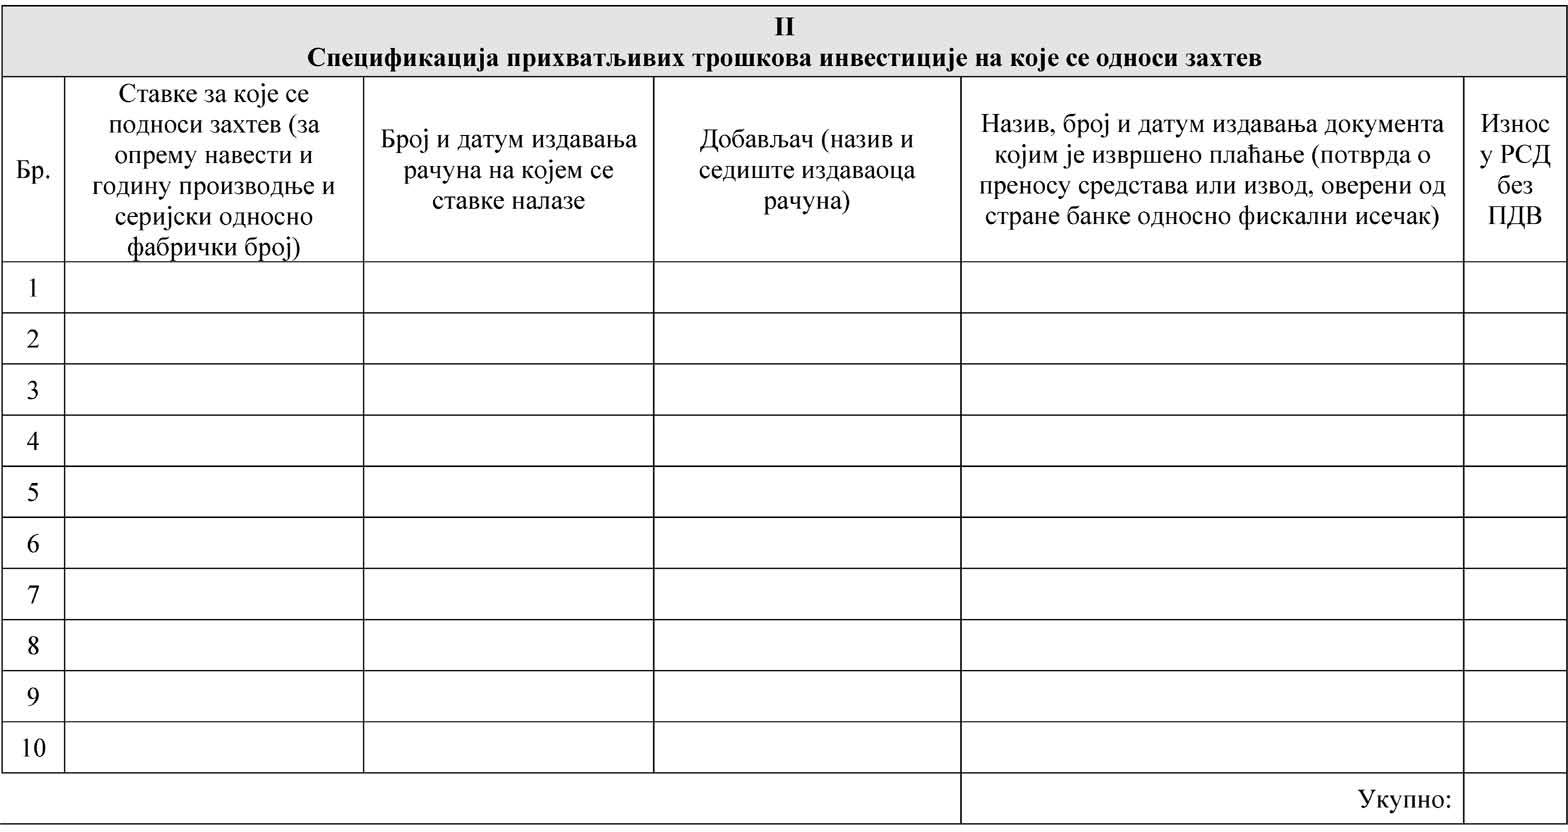 II
Спецификација прихватљивих трошкова инвестиције на које се односи захтев
Бр.
Ставке за које се
подноси захтев (за
опрему навести и
годину производње и
серијски односно
фабрички број)
Број и датум издавања
рачуна на којем се
ставке налазе
Добављач (назив и
седиште издаваоца
рачуна)
Назив, број и датум издавања документа
којим је извршено плаћање (потврда о
преносу средстава или извод, оверени од
стране банке односно фискални исечак)
Износ
у РСД
без
ПДВ
1
2
3
4
5
6
7
8
9
10
Укупно: